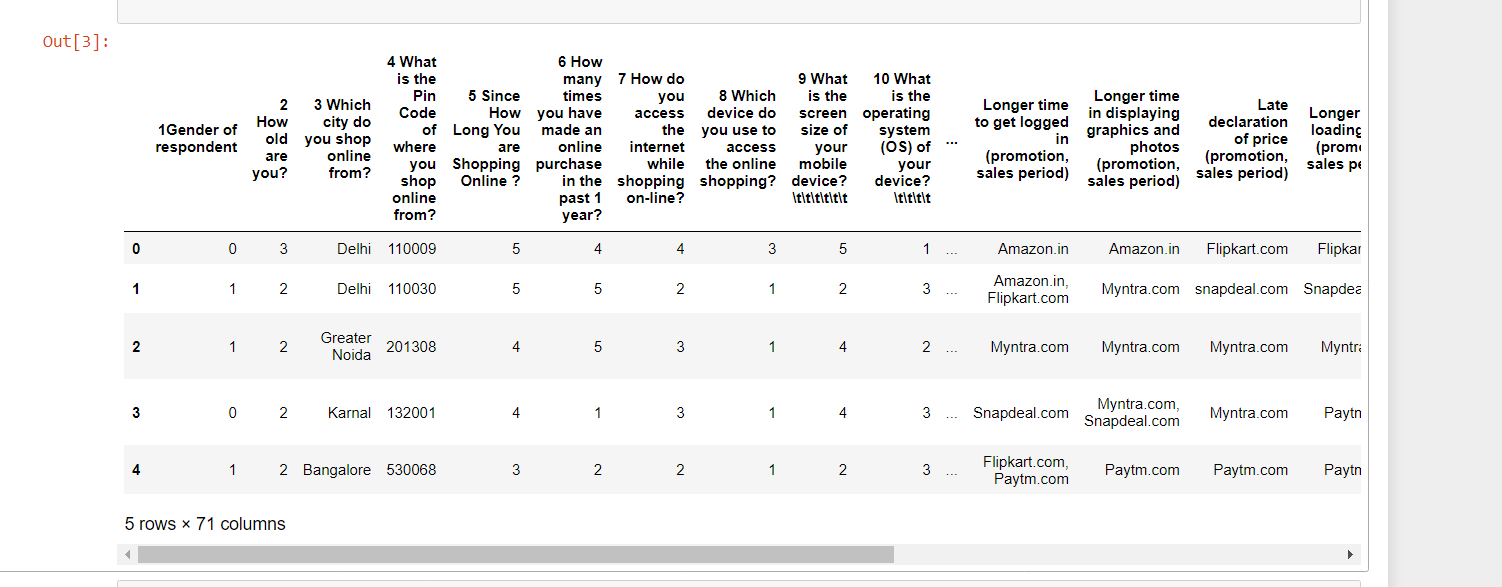 Out[3]:
1Gender of respondent	2 How old are you?	3 Which city do you shop online from?	4 What is the Pin Code of where you shop online from?	5 Since How Long You are Shopping Online ?	6 How many times you have made an online purchase in the past 1 year?	7 How do you access the internet while shopping on-line?	8 Which device do you use to access the online shopping?	9 What is the screen size of your mobile device? \t\t\t\t\t\t	10 What is the operating system (OS) of your device? \t\t\t\t	...	Longer time to get logged in (promotion, sales period)	Longer time in displaying graphics and photos (promotion, sales period)	Late declaration of price (promotion, sales period)	Longer loading (prom sales pe
0	0	3	Delhi	110009	5	4	4	3	5	1	...	Amazon.in	Amazon.in	Flipkart.com	Flipkar
1	1	2	Delhi	110030	5	5	2	1	2	3	...	Amazon.in, Flipkart.com	Myntra.com	snapdeal.com	Snapdea
2	1	2	Greater Noida	201308	4	5	3	1	4	2	...	Myntra.com	Myntra.com	Myntra.com	Myntra
3	0	2	Karnal	132001	4	1	3	1	4	3	...	Snapdeal.com	Myntra.com, Snapdeal.com	Myntra.com	Paytn
4	1	2	Bangalore	530068	3	2	2	1	2	3	...	Flipkart.com, Paytm.com	Paytm.com	Paytm.com	Paytn
5 rows × 71 columns